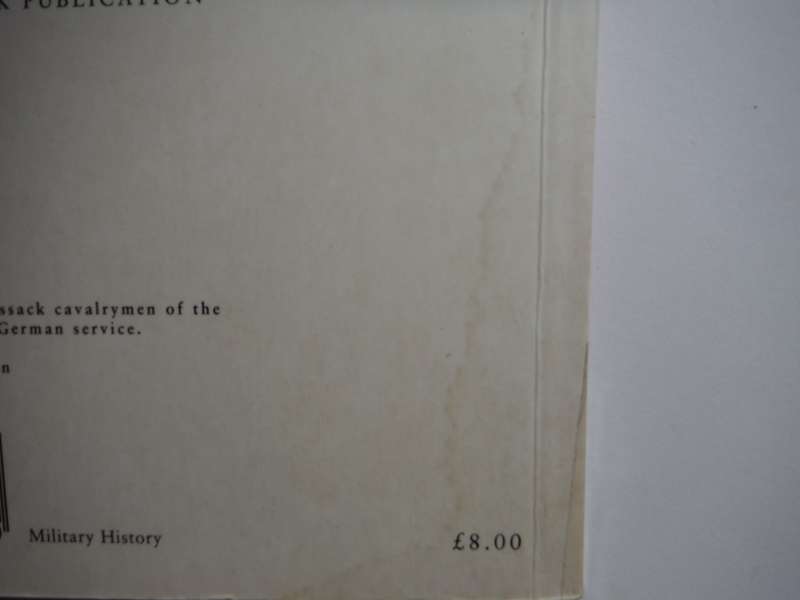 K PUBLICATION
ssack cavalrymen of the
German service.
n
Military History
£8.00